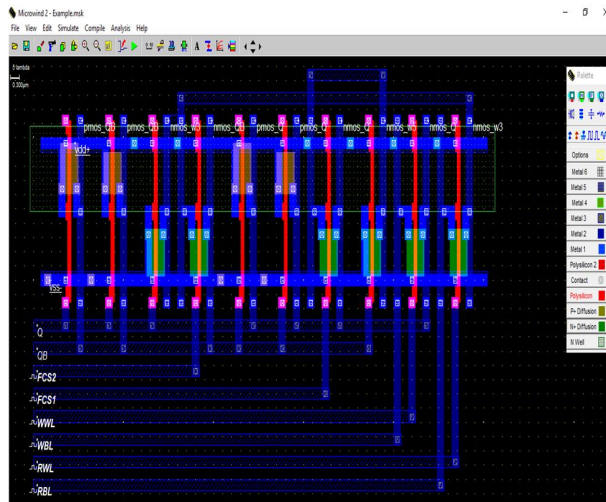 Microwind 2 - Example.msk
File View Edit Simulate Compile Analysis Help
5 lambda
0.300µm
Palette
pmos_QB pmos_QB nmos_w3 pmos_QB pmos_Q pmos_Q nmos_Q nmos_Q nmos_Q nmos_w3
Vdd+
Options
Metal 6
Metal 5
Metal 4
Metal 3
Metal 2
Metal 1
Polysilicon 2
Contact
Polysilicon
P+ Diffusion
N+ Diffusion
N Well
VSS-
Q
QB
FCS2
FCS1
WWL
WBL
RWL
RBL